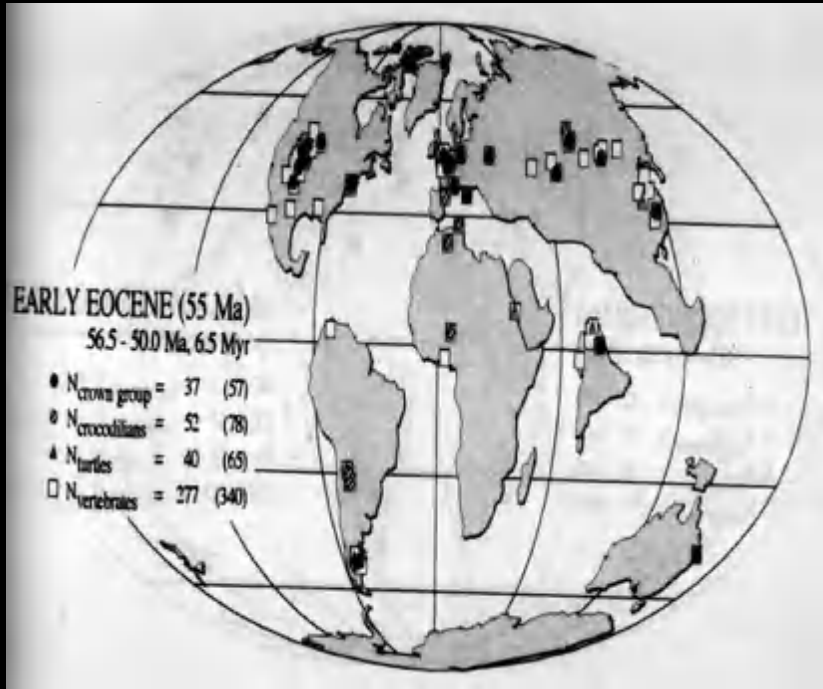 EARLY EOCENE (55 Ma)
56.5 - 50.0 Ma, 6.5 Myr
N crown group = 37 (57)
N crocodilians = 52 (78)
N turtles = 40 (65)
N vertebrates = 277 (340)